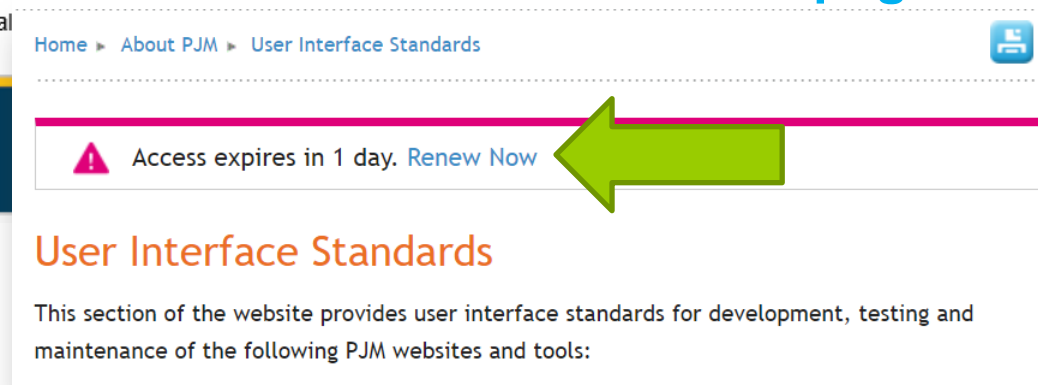 Home ▸ About PJM ▸ User Interface Standards
Access expires in 1 day. Renew Now
User Interface Standards
This section of the website provides user interface standards for development, testing and
maintenance of the following PJM websites and tools: